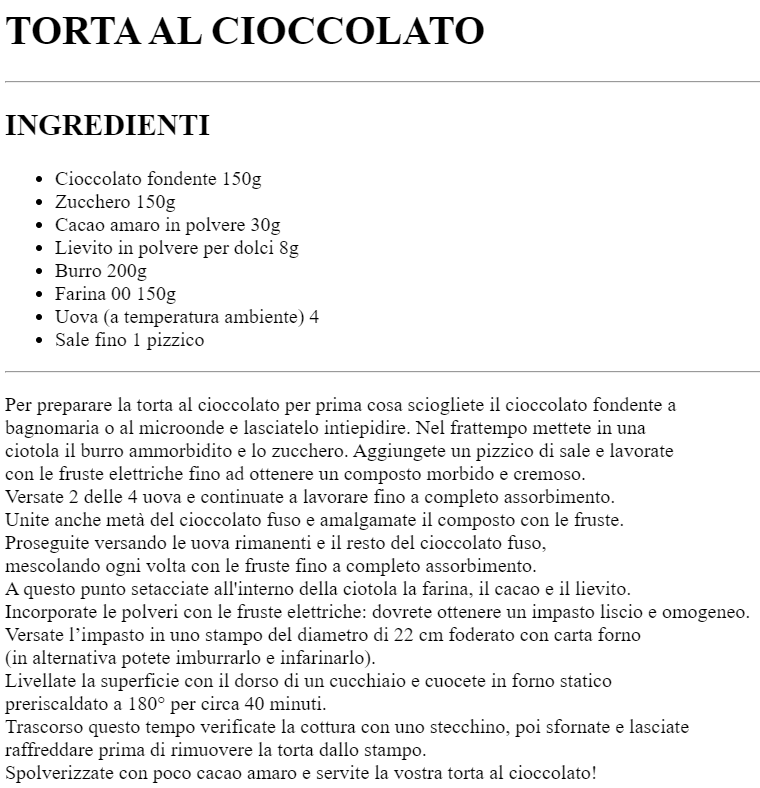 TORTA AL CIOCCOLATO
INGREDIENTI
Cioccolato fondente 150g
Zucchero 150g
Cacao amaro in polvere 30g
Lievito in polvere per dolci 8g
Burro 200g
Farina 00 150g
Uova (a temperatura ambiente) 4
Sale fino 1 pizzico
Per preparare la torta al cioccolato per prima cosa sciogliete il cioccolato fondente a
bagnomaria o al microonde e lasciatelo intiepidire. Nel frattempo mettete in una
ciotola il burro ammorbidito e lo zucchero. Aggiungete un pizzico di sale e lavorate
con le fruste elettriche fino ad ottenere un composto morbido e cremoso.
Versate 2 delle 4 uova e continuate a lavorare fino a completo assorbimento.
Unite anche metà del cioccolato fuso e amalgamate il composto con le fruste.
Proseguite versando le uova rimanenti e il resto del cioccolato fuso,
mescolando ogni volta con le fruste fino a completo assorbimento.
A questo punto setacciate all'interno della ciotola la farina, il cacao e il lievito.
Incorporate le polveri con le fruste elettriche: dovrete ottenere un impasto liscio e omogeneo.
Versate l’impasto in uno stampo del diametro di 22 cm foderato con carta forno
(in alternativa potete imburrarlo e infarinarlo).
Livellate la superficie con il dorso di un cucchiaio e cuocete in forno statico
preriscaldato a 180° per circa 40 minuti.
Trascorso questo tempo verificate la cottura con uno stecchino, poi sfornate e lasciate
raffreddare prima di rimuovere la torta dallo stampo.
Spolverizzate con poco cacao amaro e servite la vostra torta al cioccolato!